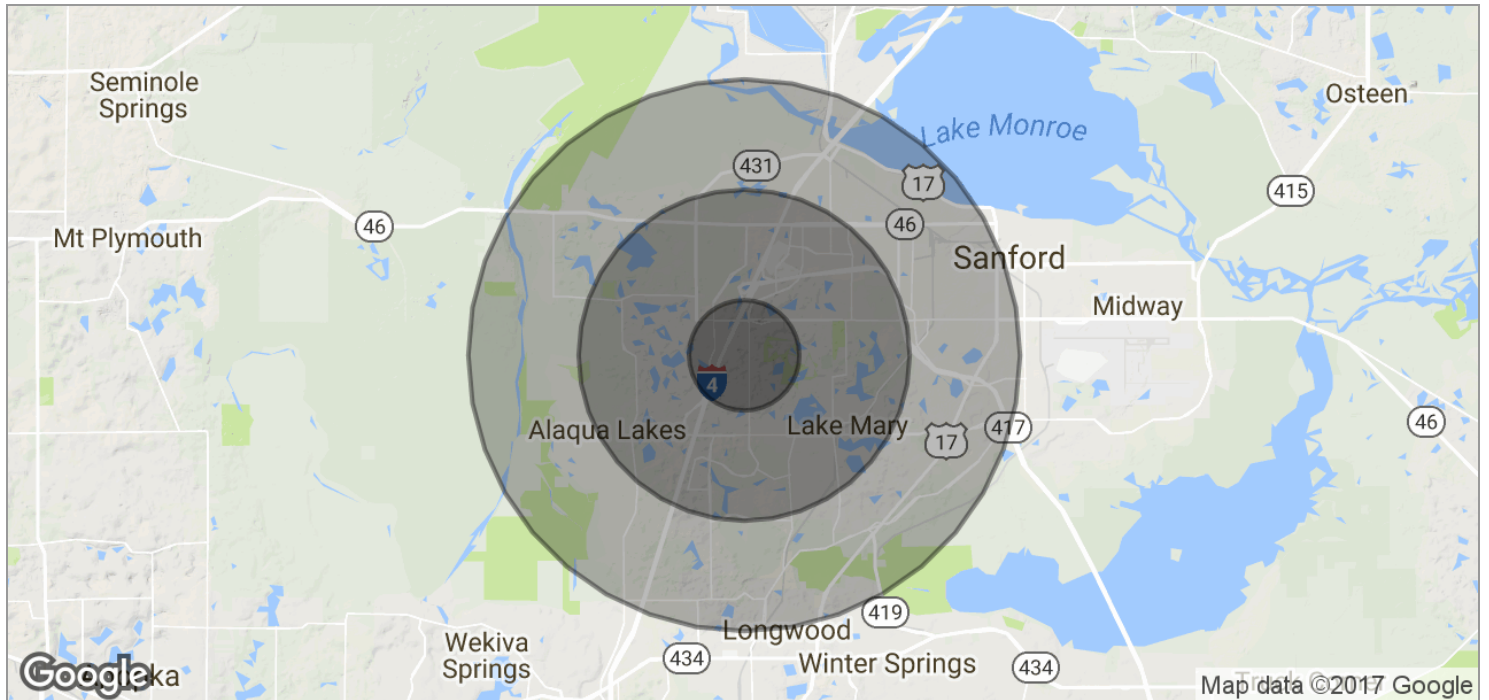 Seminole
Springs
Osteen
Lake Monroe
431
17
415
46
46
Mt Plymouth
Sanford
Midway
4
Alaqua Lakes
Lake Mary
17
417
46
419
Longwood
Wekiva
Springs
434
Winter Springs
434
Google
Map data ©2017 Google